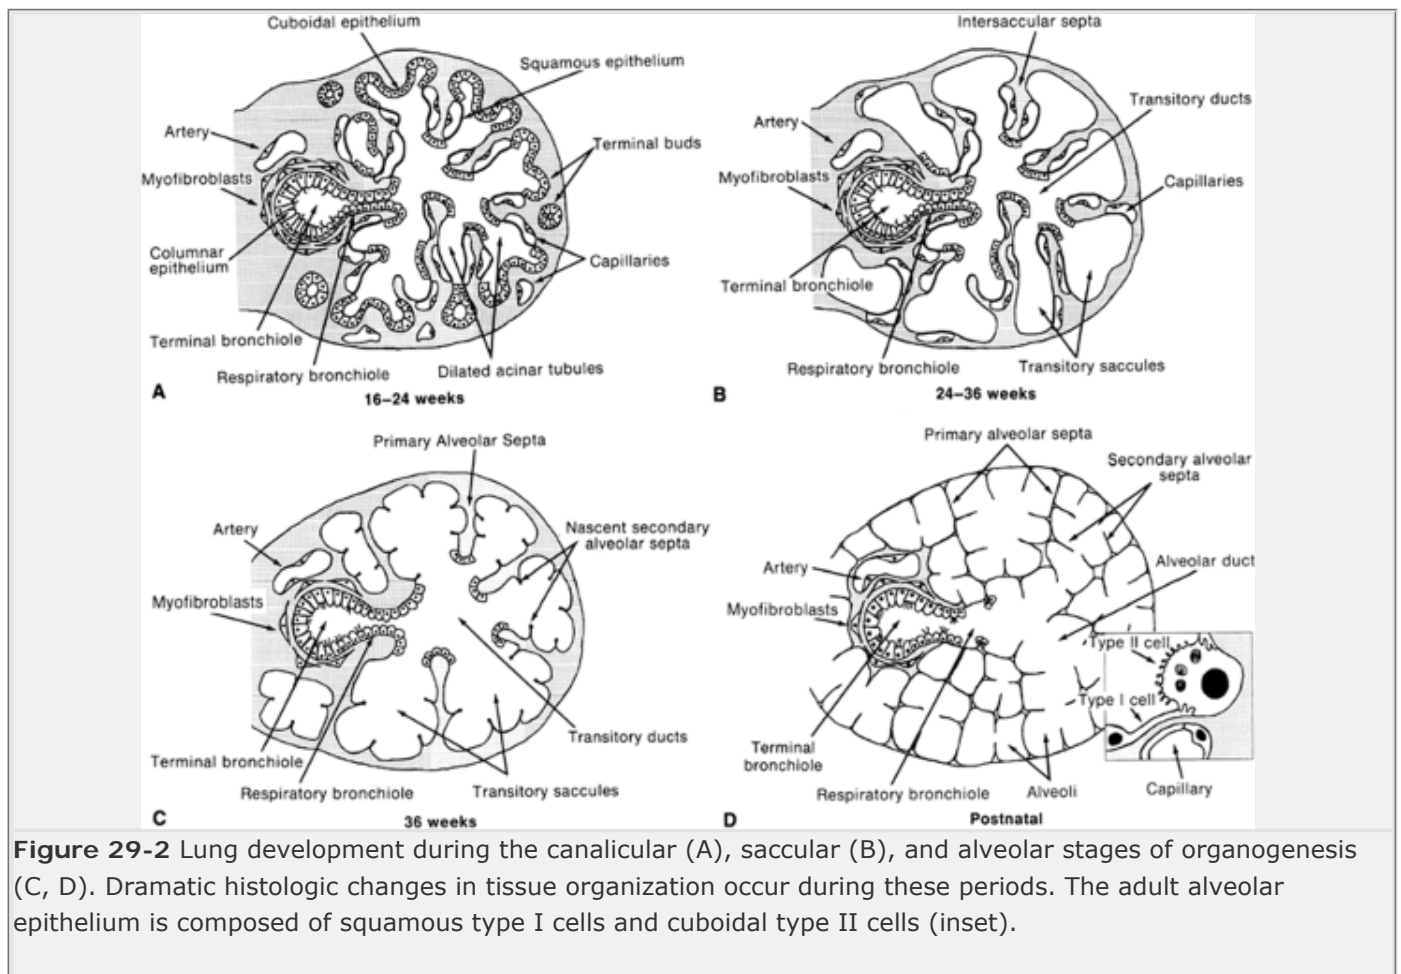 Cuboidal epithelium
Squamous epithelium
Artery
Terminal buds
Myofibroblasts
Columnar
epithelium
Capillaries
Terminal bronchiole
Respiratory bronchiole
Dilated acinar tubules
A
16–24 weeks
Intersaccular septa
Transitory ducts
Artery
Myofibroblasts
Capillaries
Terminal bronchiole
Respiratory bronchiole
Transitory saccules
B
24–36 weeks
Primary Alveolar Septa
Artery
Nascent secondary
alveolar septa
Myofibroblasts
Transitory ducts
Terminal bronchiole
Respiratory bronchiole
Transitory saccules
C
36 weeks
Primary alveolar septa
Secondary alveolar
septa
Alveolar duct
Artery
Myofibroblasts
Type II cell
Type I cell
Terminal
bronchiole
Respiratory bronchiole
Alveoli
Capillary
D
Postnatal
Figure 29-2 Lung development during the canalicular (A), saccular (B), and alveolar stages of organogenesis
(C, D). Dramatic histologic changes in tissue organization occur during these periods. The adult alveolar
epithelium is composed of squamous type I cells and cuboidal type II cells (inset).